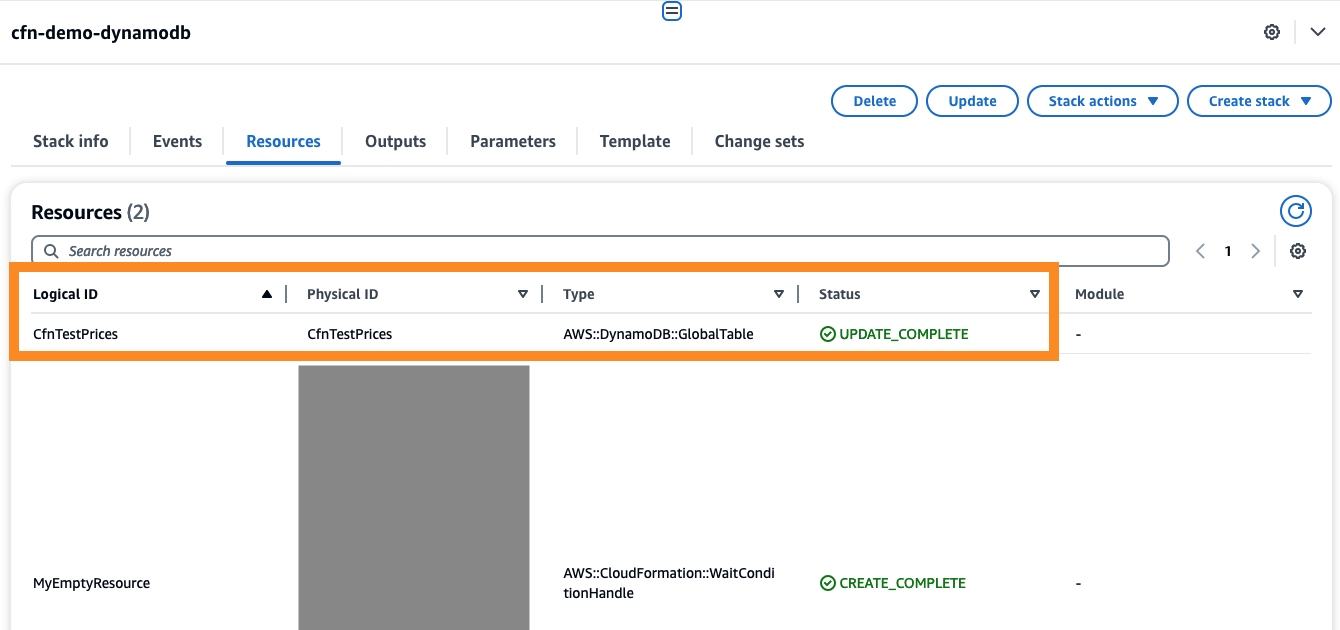 cfn-demo-dynamodb
Delete
Update
Stack actions
Create stack
Stack info
Events
Resources
Outputs
Parameters
Template
Change sets
Resources (2)
Search resources
1
Logical ID
Physical ID
Type
Status
Module
CfnTestPrices
CfnTestPrices
AWS::DynamoDB::GlobalTable
UPDATE_COMPLETE
-
MyEmptyResource
AWS::CloudFormation::WaitCondi
tionHandle
CREATE_COMPLETE
-